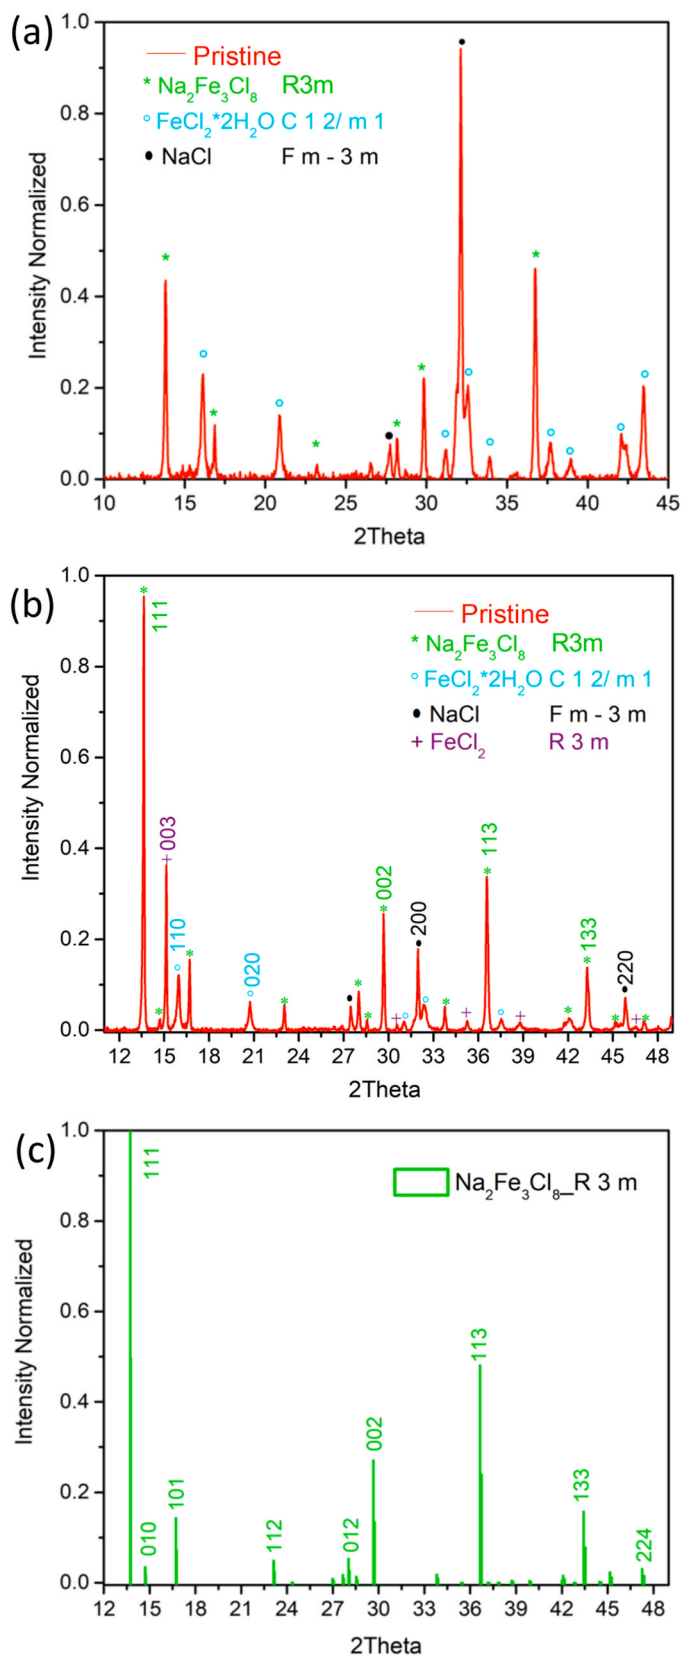 (a)
Pristine
* Na2Fe3Cl8 R3m
° FeCl2*2H2O C 1 2/ m 1
• NaCl F m - 3 m
Intensity Normalized
1.0
0.8
0.6
0.4
0.2
0.0
10 15 20 25 30 35 40 45
2Theta
(b)
Pristine
* Na2Fe3Cl8 R3m
° FeCl2*2H2O C 1 2/ m 1
• NaCl F m - 3 m
+ FeCl2 R 3 m
111
003
110
020
002
200
113
133
220
Intensity Normalized
1.0
0.8
0.6
0.4
0.2
0.0
12 15 18 21 24 27 30 33 36 39 42 45 48
2Theta
(c)
Na2Fe3Cl8_R 3 m
111
010
101
112
012
002
113
133
224
Intensity Normalized
1.0
0.8
0.6
0.4
0.2
0.0
12 15 18 21 24 27 30 33 36 39 42 45 48
2Theta